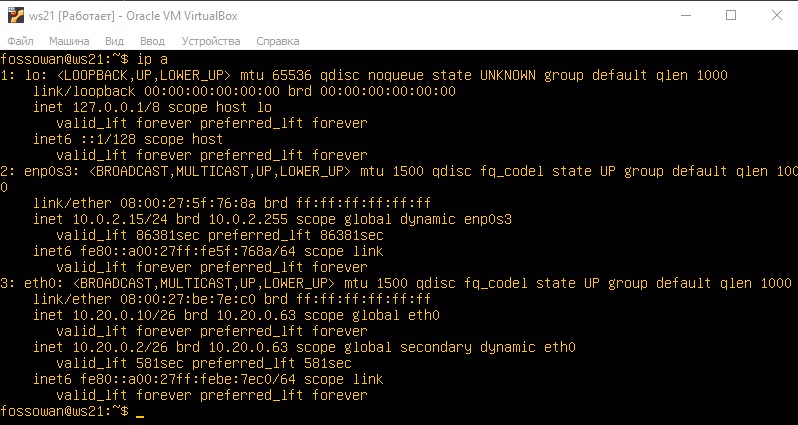 ws21 [Работает] - Oracle VM VirtualBox
Файл Машина Вид Ввод Устройства Справка
fossowan@ws21:~$ ip a
1: lo: <LOOPBACK,UP,LOWER_UP> mtu 65536 qdisc noqueue state UNKNOWN group default qlen 1000
    link/loopback 00:00:00:00:00:00 brd 00:00:00:00:00:00
    inet 127.0.0.1/8 scope host lo
       valid_lft forever preferred_lft forever
    inet6 ::1/128 scope host
       valid_lft forever preferred_lft forever
2: enp0s3: <BROADCAST,MULTICAST,UP,LOWER_UP> mtu 1500 qdisc fq_codel state UP group default qlen 100
0
    link/ether 08:00:27:5f:76:8a brd ff:ff:ff:ff:ff:ff
    inet 10.0.2.15/24 brd 10.0.2.255 scope global dynamic enp0s3
       valid_lft 86381sec preferred_lft 86381sec
    inet6 fe80::a00:27ff:fe5f:768a/64 scope link
       valid_lft forever preferred_lft forever
3: eth0: <BROADCAST,MULTICAST,UP,LOWER_UP> mtu 1500 qdisc fq_codel state UP group default qlen 1000
    link/ether 08:00:27:be:7e:c0 brd ff:ff:ff:ff:ff:ff
    inet 10.20.0.10/26 brd 10.20.0.63 scope global eth0
       valid_lft forever preferred_lft forever
    inet 10.20.0.2/26 brd 10.20.0.63 scope global secondary dynamic eth0
       valid_lft 581sec preferred_lft 581sec
    inet6 fe80::a00:27ff:febe:7ec0/64 scope link
       valid_lft forever preferred_lft forever
fossowan@ws21:~$ _